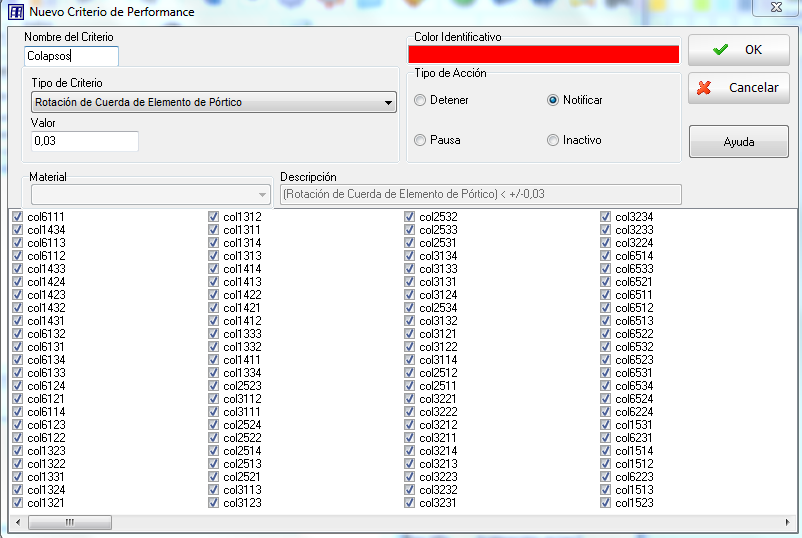 Nuevo Criterio de Performance
Nombre del Criterio
Colapsos
Color Identificativo
OK
Tipo de Criterio
Rotación de Cuerda de Elemento de Pórtico
Valor
0,03
Tipo de Acción
Detener
Notificar
Pausa
Inactivo
Cancelar
Ayuda
Material
Descripción
(Rotación de Cuerda de Elemento de Pórtico) < +/-0,03
col6111 col1312 col2532 col3234
col1434 col1311 col2533 col3233
col6113 col1314 col2531 col3224
col6112 col1313 col3134 col6514
col1433 col1414 col3133 col6533
col1424 col1413 col3131 col6521
col1423 col1422 col3124 col6511
col1432 col1421 col2534 col6512
col1431 col1412 col3132 col6513
col6132 col1333 col3121 col6522
col6131 col1332 col3122 col6532
col6134 col1411 col3114 col6523
col6133 col1334 col2512 col6531
col6124 col2523 col2511 col6534
col6121 col3112 col3221 col6524
col6114 col3111 col3222 col6224
col6123 col2524 col3212 col1531
col6122 col2522 col3211 col6231
col1323 col2514 col3214 col1514
col1322 col2513 col3213 col1512
col1331 col2521 col3223 col6223
col1324 col3113 col3232 col1513
col1321 col3123 col3231 col1523